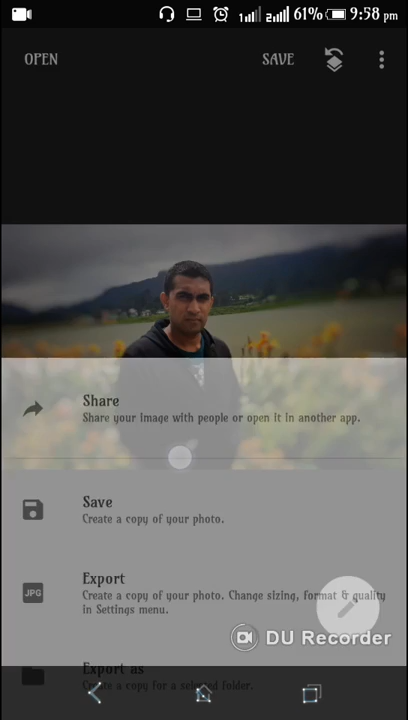 1 2 61% 9:58 pm
OPEN SAVE
Share
Share your image with people or open it in another app.
Save
Create a copy of your photo.
JPG
Export
Create a copy of your photo. Change sizing, format & quality
in Settings menu.
DU Recorder
Export as
Create a copy for a selected folder.